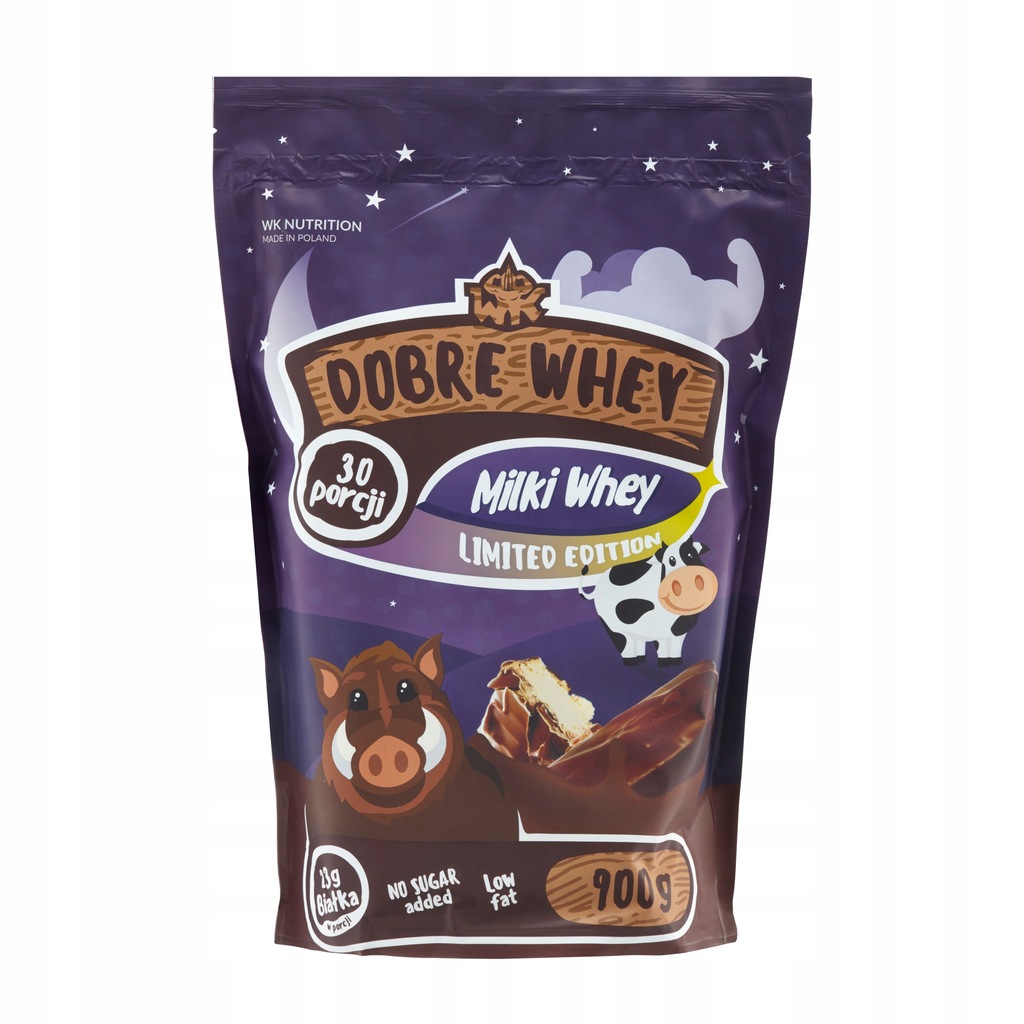 WK NUTRITION
MADE IN POLAND
WK
DOBRE WHEY
30
porcji
Milki Whey
LIMITED EDITION
23g
Białka
w porcji
NO SUGAR
added
Low
fat
900g